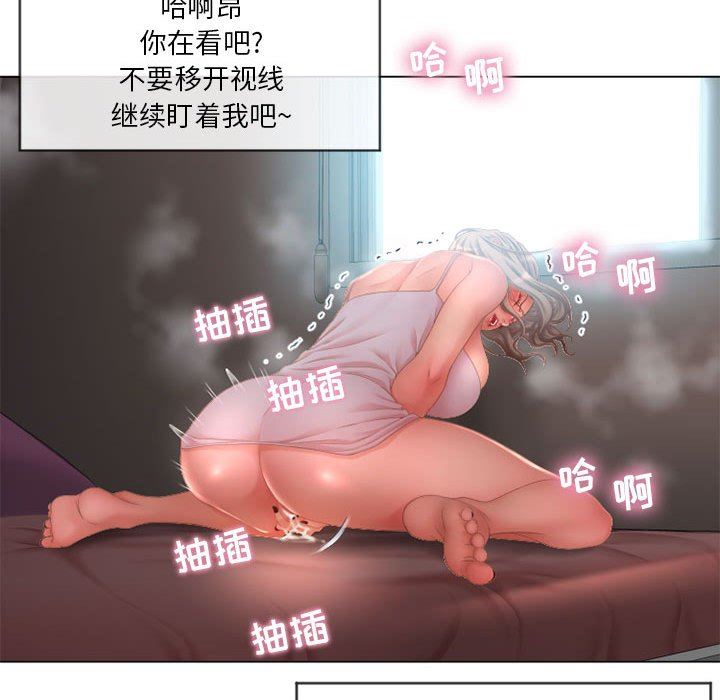 哈啊昂
你在看吧?
不要移开视线
继续盯着我吧~
哈 啊
哈 啊
抽插
抽插
哈 啊
抽插
抽插